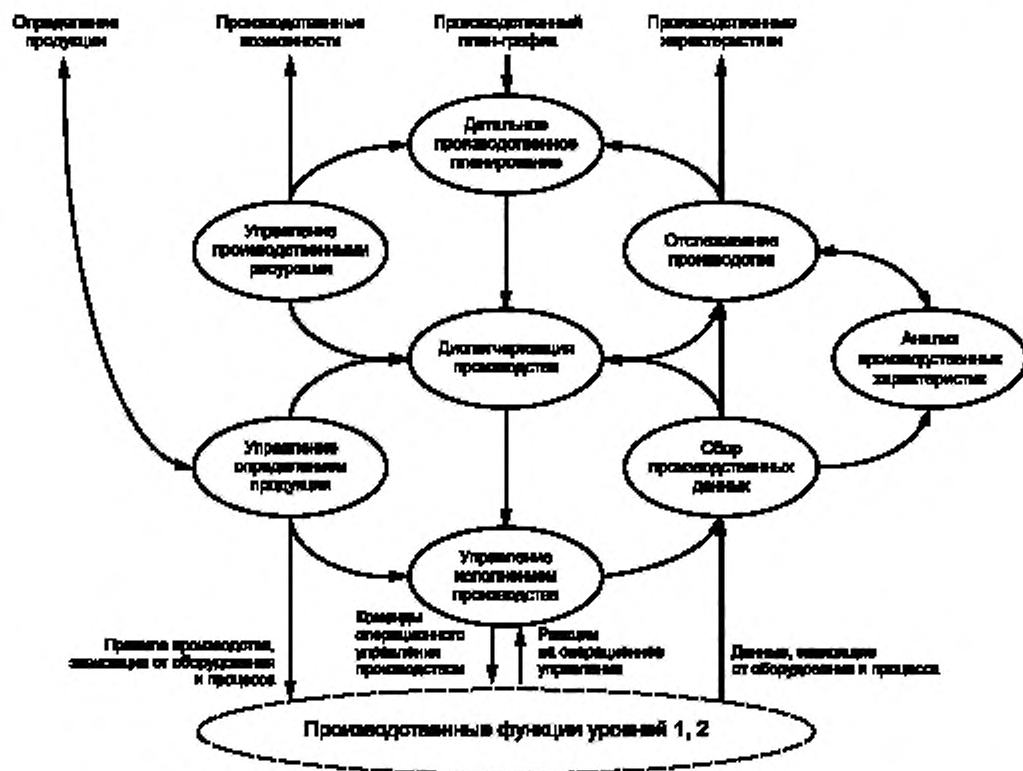 Определение
продукции
Производственные
возможности
Производственный
план-график
Производственные
характеристики
Детальное
производственное
планирование
Управление
производственными
ресурсами
Отслеживание
производства
Диспетчеризация
производства
Анализ
производственных
характеристик
Управление
определением
продукции
Сбор
производственных
данных
Управление
исполнением
производства
Правила производства,
зависящие от оборудования
и процесса
Команды
операционного
управления
производством
Реакции
на операционное
управление
Данные, зависящие
от оборудования и процесса
Производственные функции уровней 1, 2